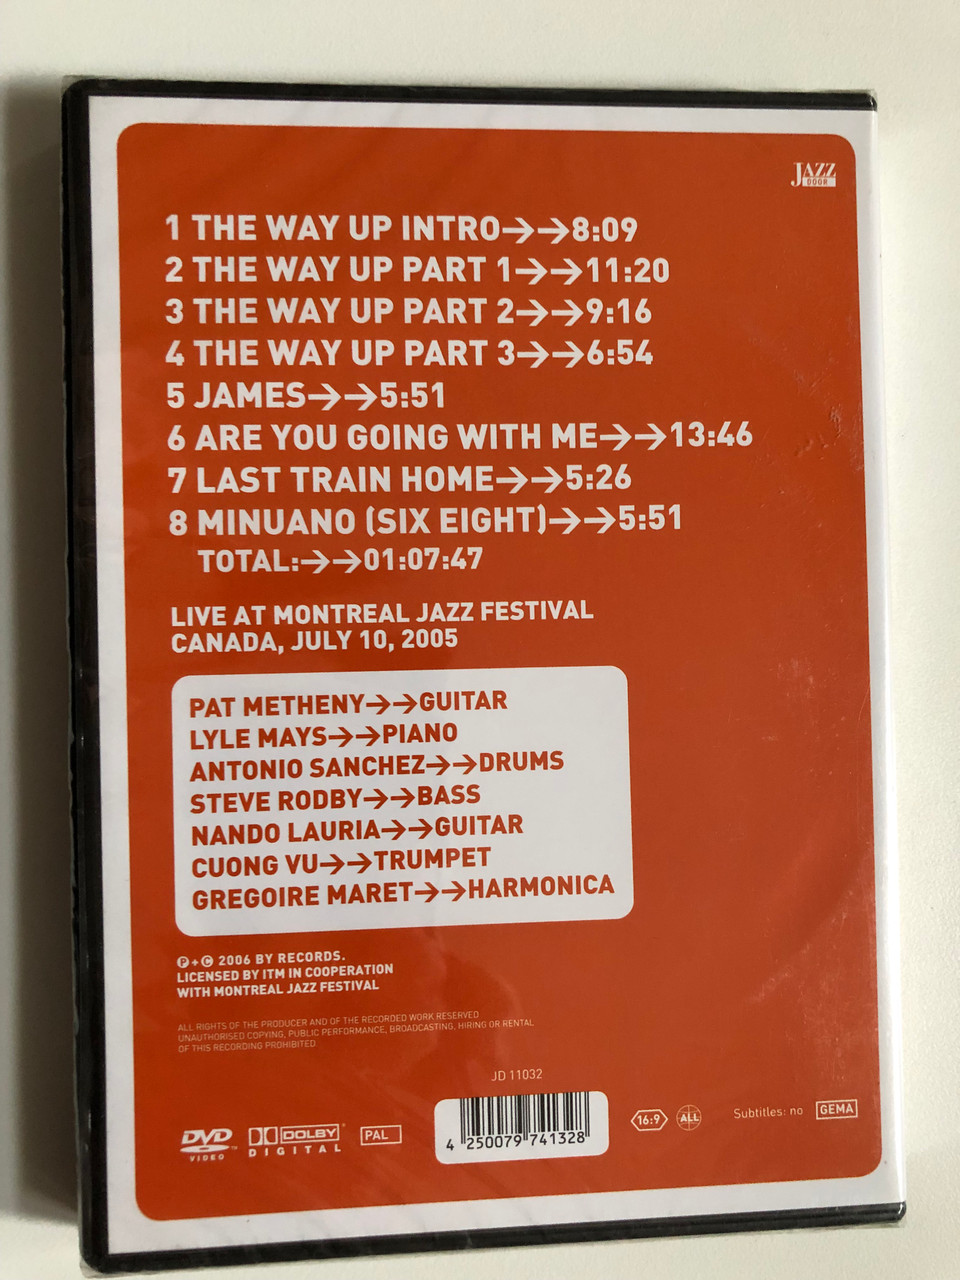 JAZZ
DOOR
1 THE WAY UP INTRO→→8:09
2 THE WAY UP PART 1→→11:20
3 THE WAY UP PART 2→→9:16
4 THE WAY UP PART 3→→6:54
5 JAMES→→5:51
6 ARE YOU GOING WITH ME→→13:46
7 LAST TRAIN HOME→→5:26
8 MINUANO (SIX EIGHT)→→5:51
TOTAL:→→01:07:47
LIVE AT MONTREAL JAZZ FESTIVAL
CANADA, JULY 10, 2005
PAT METHENY→→GUITAR
LYLE MAYS→→PIANO
ANTONIO SANCHEZ→→DRUMS
STEVE RODBY→→BASS
NANDO LAURIA→→GUITAR
CUONG VU→→TRUMPET
GREGOIRE MARET→→HARMONICA
℗+© 2006 BY RECORDS.
LICENSED BY ITM IN COOPERATION
WITH MONTREAL JAZZ FESTIVAL
ALL RIGHTS OF THE PRODUCER AND OF THE RECORDED WORK RESERVED
UNAUTHORISED COPYING, PUBLIC PERFORMANCE, BROADCASTING, HIRING OR RENTAL
OF THIS RECORDING PROHIBITED
JD 11032
DVD
VIDEO
DOLBY
DIGITAL
PAL
4 250079 741328
16:9
ALL
Subtitles: no
GEMA